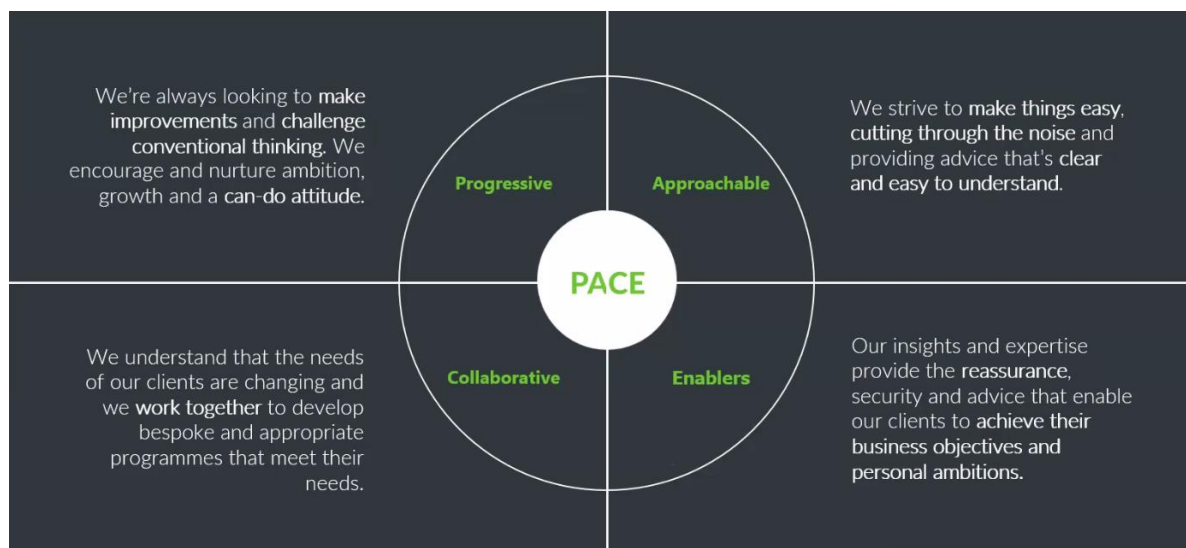 We're always looking to make
improvements and challenge
conventional thinking. We
encourage and nurture ambition,
growth and a can-do attitude.
Progressive
Approachable
We strive to make things easy,
cutting through the noise and
providing advice that's clear
and easy to understand.
PACE
We understand that the needs
of our clients are changing and
we work together to develop
bespoke and appropriate
programmes that meet their
needs.
Collaborative
Enablers
Our insights and expertise
provide the reassurance,
security and advice that enable
our clients to achieve their
business objectives and
personal ambitions.